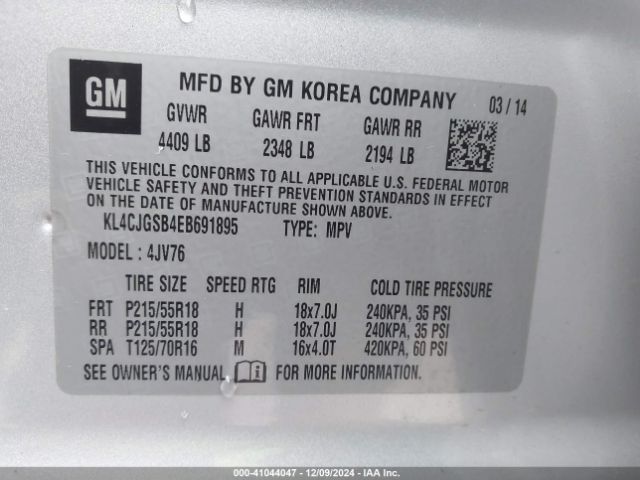 GM
MFD BY GM KOREA COMPANY 03 / 14
GVWR GAWR FRT GAWR RR
4409 LB 2348 LB 2194 LB
THIS VEHICLE CONFORMS TO ALL APPLICABLE U.S. FEDERAL MOTOR
VEHICLE SAFETY AND THEFT PREVENTION STANDARDS IN EFFECT
ON THE DATE OF MANUFACTURE SHOWN ABOVE.
KL4CJGSB4EB691895 TYPE: MPV
MODEL : 4JV76
TIRE SIZE SPEED RTG RIM COLD TIRE PRESSURE
FRT P215/55R18 H 18x7.0J 240KPA, 35 PSI
RR P215/55R18 H 18x7.0J 240KPA, 35 PSI
SPA T125/70R16 M 16x4.0T 420KPA, 60 PSI
SEE OWNER'S MANUAL i FOR MORE INFORMATION.
000-41044047 - 12/09/2024 - IAA Inc.